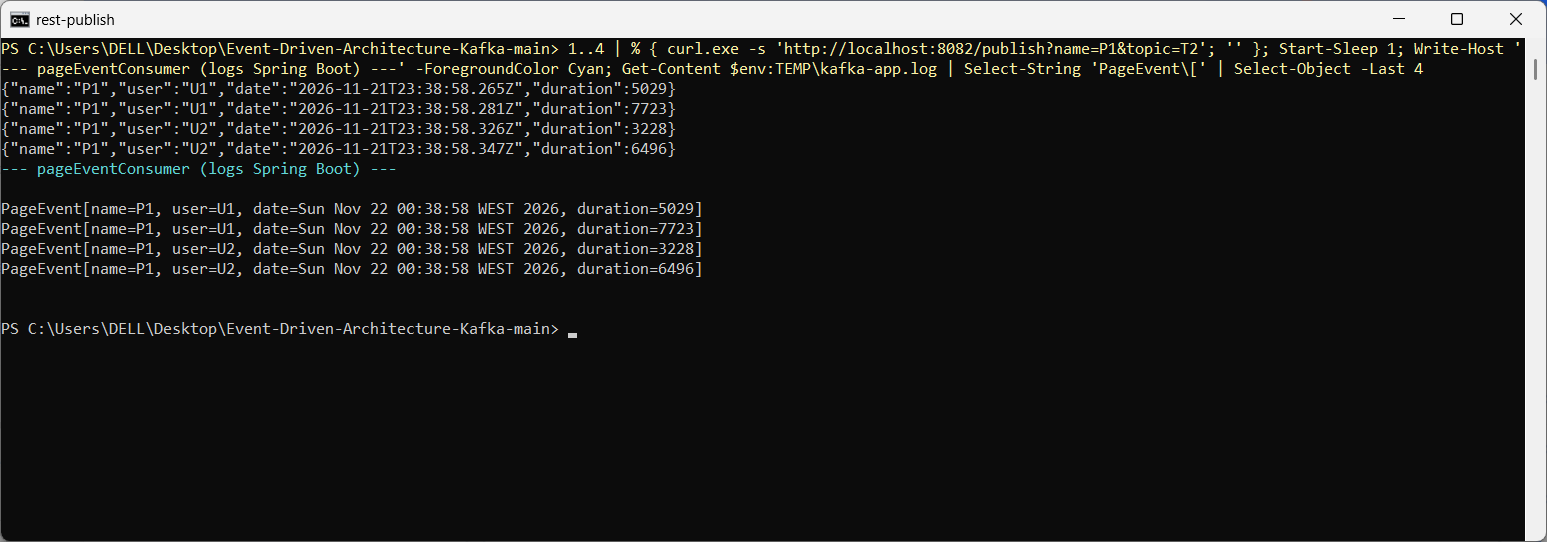 rest-publish
PS C:\Users\DELL\Desktop\Event-Driven-Architecture-Kafka-main> 1..4 | % { curl.exe -s 'http://localhost:8082/publish?name=P1&topic=T2'; '' }; Start-Sleep 1; Write-Host '
--- pageEventConsumer (logs Spring Boot) ---' -ForegroundColor Cyan; Get-Content $env:TEMP\kafka-app.log | Select-String 'PageEvent\[' | Select-Object -Last 4
{"name":"P1","user":"U1","date":"2026-11-21T23:38:58.265Z","duration":5029}
{"name":"P1","user":"U1","date":"2026-11-21T23:38:58.281Z","duration":7723}
{"name":"P1","user":"U2","date":"2026-11-21T23:38:58.326Z","duration":3228}
{"name":"P1","user":"U2","date":"2026-11-21T23:38:58.347Z","duration":6496}
--- pageEventConsumer (logs Spring Boot) ---
PageEvent[name=P1, user=U1, date=Sun Nov 22 00:38:58 WEST 2026, duration=5029]
PageEvent[name=P1, user=U1, date=Sun Nov 22 00:38:58 WEST 2026, duration=7723]
PageEvent[name=P1, user=U2, date=Sun Nov 22 00:38:58 WEST 2026, duration=3228]
PageEvent[name=P1, user=U2, date=Sun Nov 22 00:38:58 WEST 2026, duration=6496]
PS C:\Users\DELL\Desktop\Event-Driven-Architecture-Kafka-main>